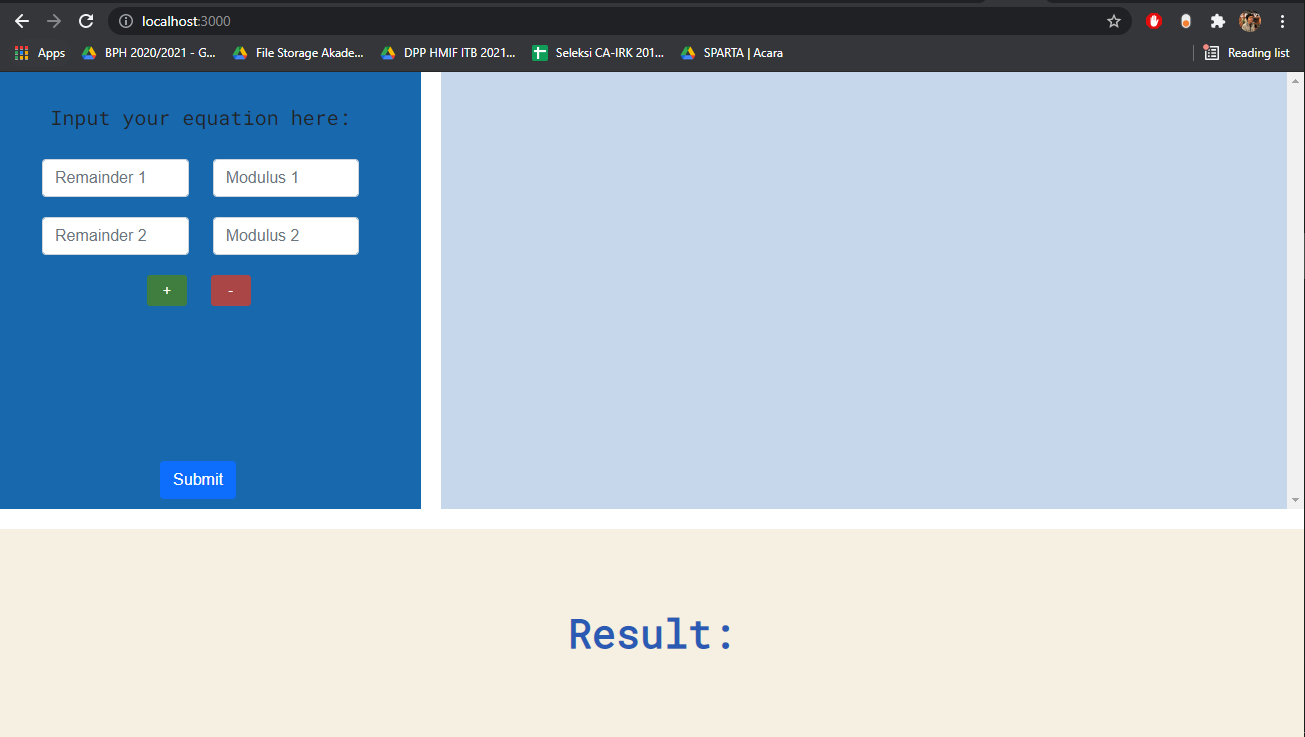 localhost:3000
Apps BPH 2020/2021 - G... File Storage Akade... DPP HMIF ITB 2021... Seleksi CA-IRK 201... SPARTA | Acara Reading list
Input your equation here:
Remainder 1 Modulus 1
Remainder 2 Modulus 2
+ -
Submit
Result: